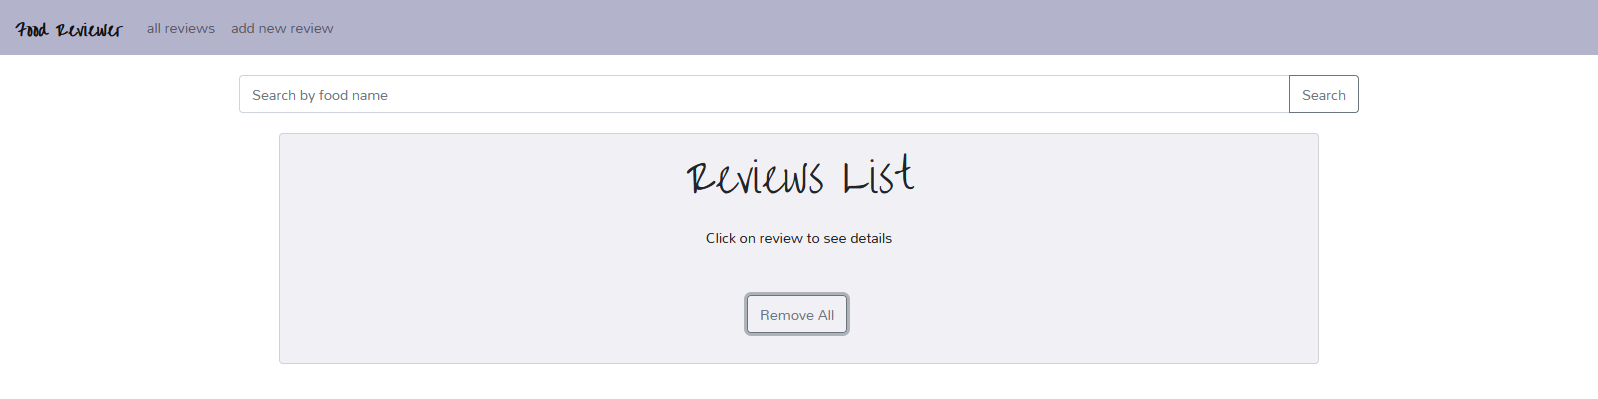 Food Reviewer all reviews add new review
Search by food name Search
Reviews List
Click on review to see details
Remove All